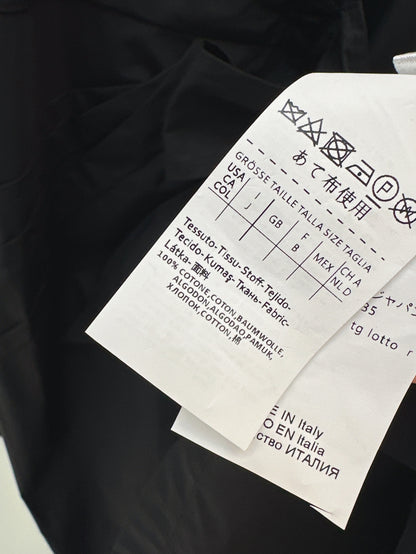 あて布使用
GRÖSSE TAILLE TALLA SIZE TAGLIA
USA
CA
COL
J
GB
F
B
MEX
CH A
NLD
Tessuto-Tissu-Stoff-Tejido-
Tecido-Kumaş-Ткань-Fabric-
Látka-面料
100% COTONE,COTON,BAUMWOLLE,
ALGODON,ALGODAO,PAMUK,
ХЛОПОК,COTTON,棉
tg lotto
E IN Italy
O EN Italia
СТВО ИТАЛИЯ